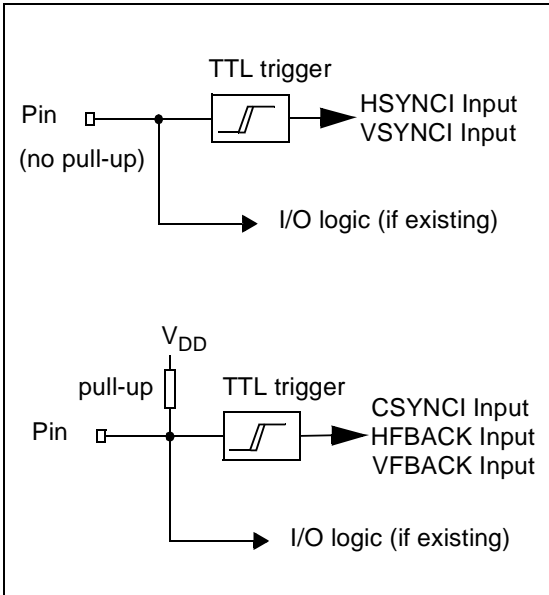 TTL trigger
Pin
HSYNCI Input
VSYNCI Input
(no pull-up)
I/O logic (if existing)
VDD
pull-up
TTL trigger
Pin
CSYNCI Input
HFBACK Input
VFBACK Input
I/O logic (if existing)